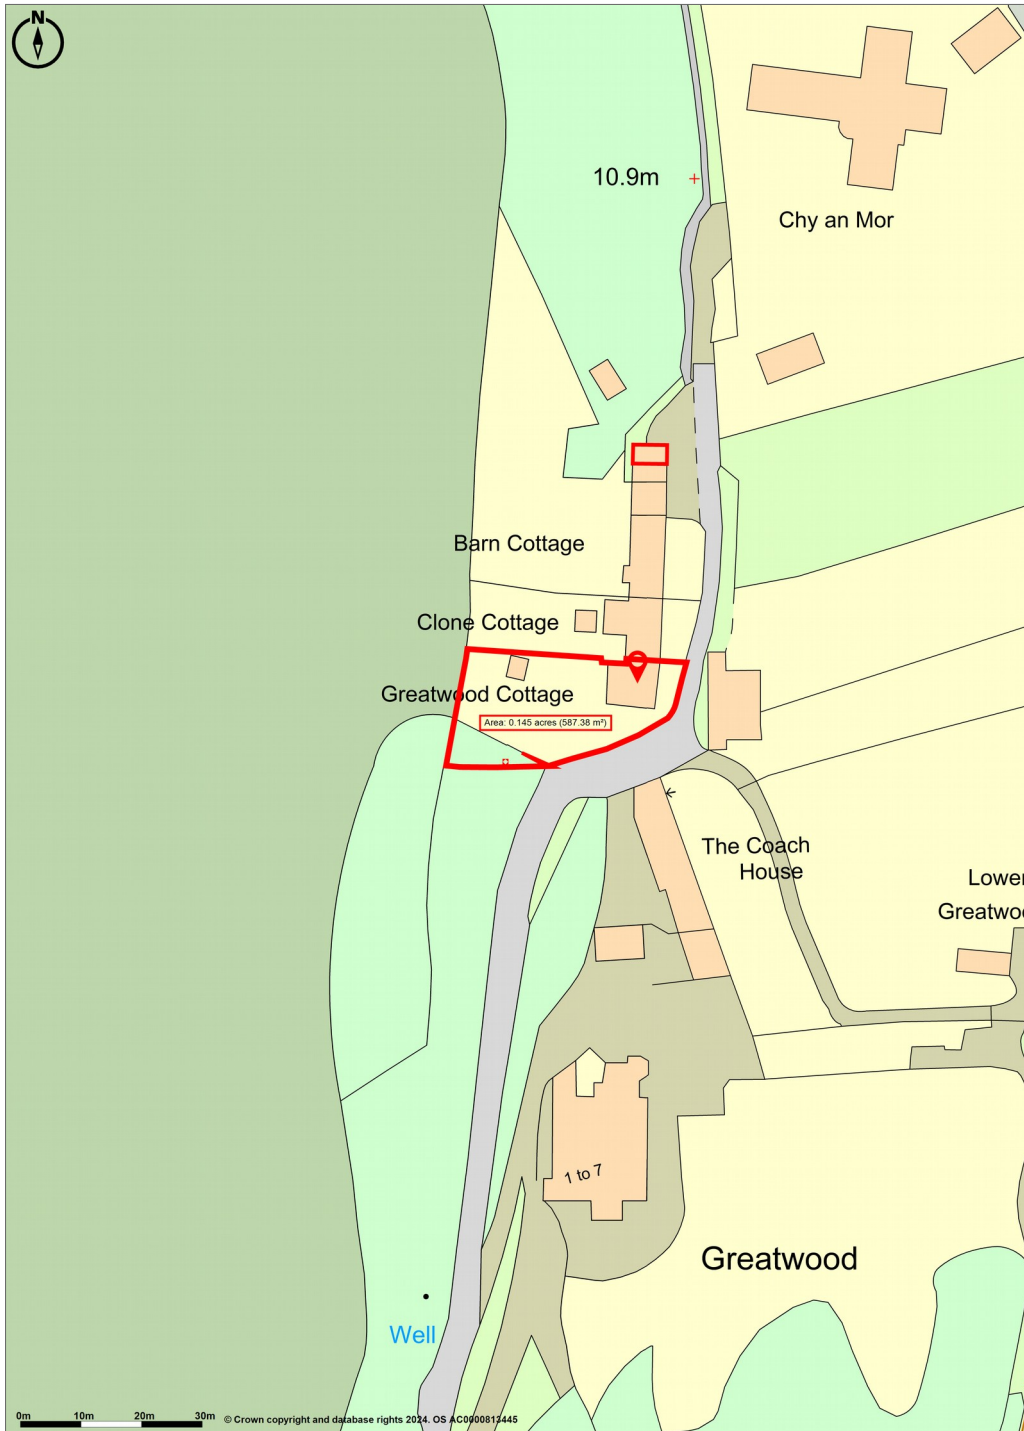 N
10.9m
Chy an Mor
Barn Cottage
Clone Cottage
Greatwood Cottage
Area: 0.145 acres (587.38 m²)
The Coach
House
Lower
Greatwoo
1 to 7
Greatwood
Well
0m 10m 20m 30m © Crown copyright and database rights 2024. OS AC0000813445